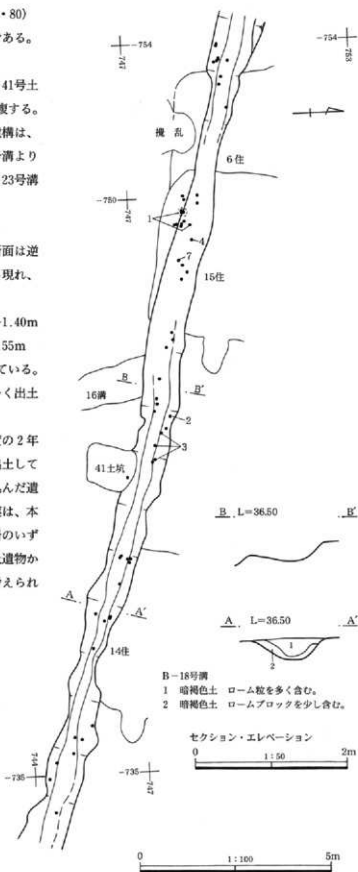 ・80)
ある。
41号土
複する。
構は、
溝より
23号溝
面は逆
現れ、
1.40m
55m
ている。
く出土
の2年
出土して
込んだ遺
は、本
のいず
遺物か
考えられ
-754
747
-754
753
攪乱
6住
-750
747
1
4
7
15住
B
B'
16溝
2
3
41土坑
B L=36.50 B'
A
A'
A L=36.50 A'
1
2
14住
B-18号溝
1 暗褐色土 ローム粒を多く含む。
2 暗褐色土 ロームブロックを少し含む。
セクション・エレベーション
0 1:50 2m
744
-735
-735
747
0 1:100 5m